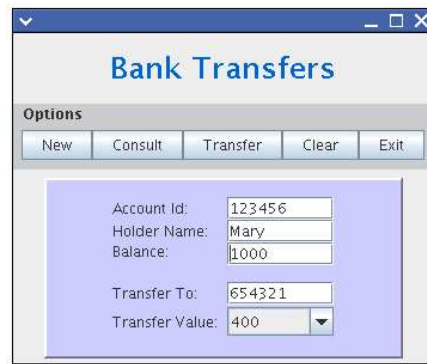 Bank Transfers
Options
New Consult Transfer Clear Exit
Account Id: 123456
Holder Name: Mary
Balance: 1000
Transfer To: 654321
Transfer Value: 400